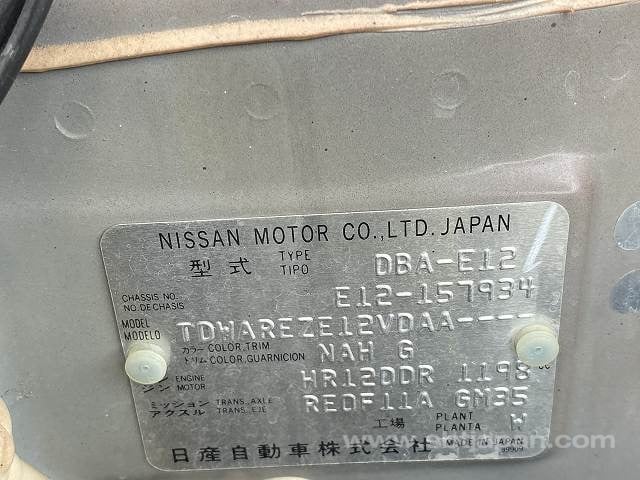 NISSAN MOTOR CO., LTD. JAPAN
型式 TYPE TIPO DBA-E12
CHASSIS NO. NO. DE CHASIS E12-157934
MODEL MODELO TDWAREZE12VDAA----
カラー COLOR, TRIM トリム COLOR, GUARNICION NAH G
ジン ENGINE MOTOR HR12DDR 1198 cc
ミッション TRANS., AXLE アクスル TRANS., EJE RE0F11A GM35
工場 PLANT PLANTA W
日産自動車株式会社 MADE IN JAPAN
99909